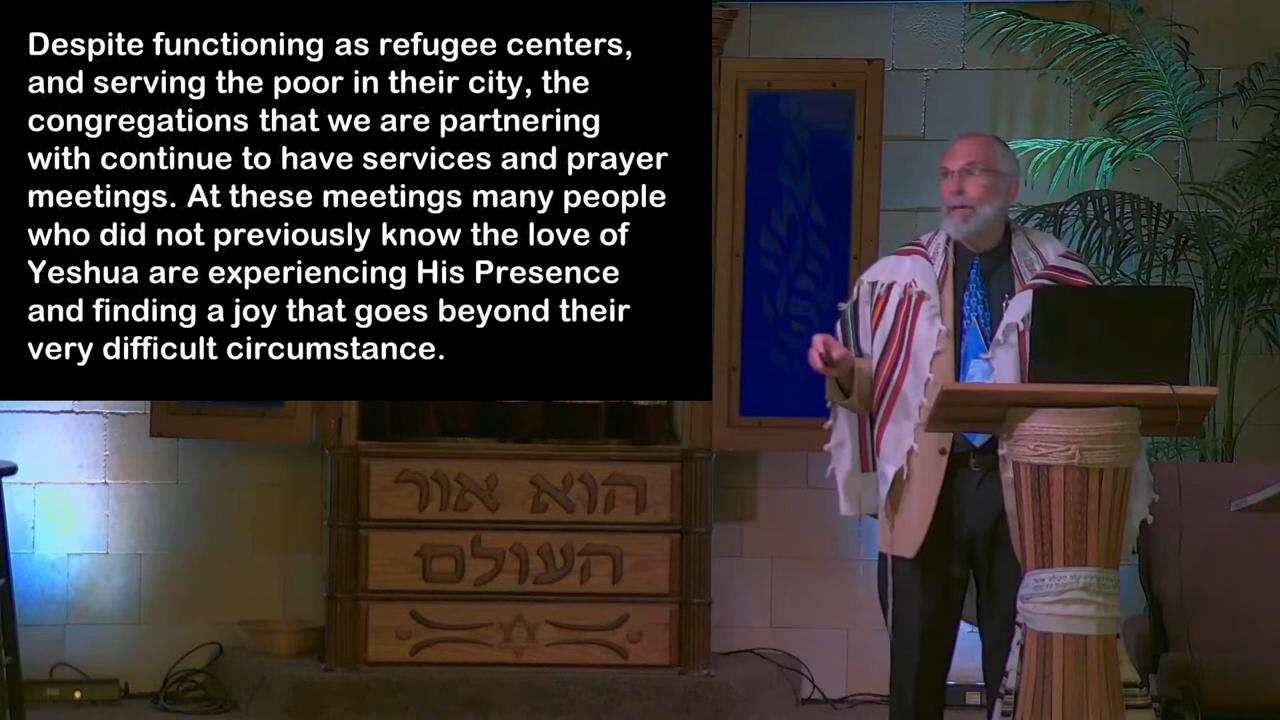 Despite functioning as refugee centers,
and serving the poor in their city, the
congregations that we are partnering
with continue to have services and prayer
meetings. At these meetings many people
who did not previously know the love of
Yeshua are experiencing His Presence
and finding a joy that goes beyond their
very difficult circumstance.
הוא אור
העולם